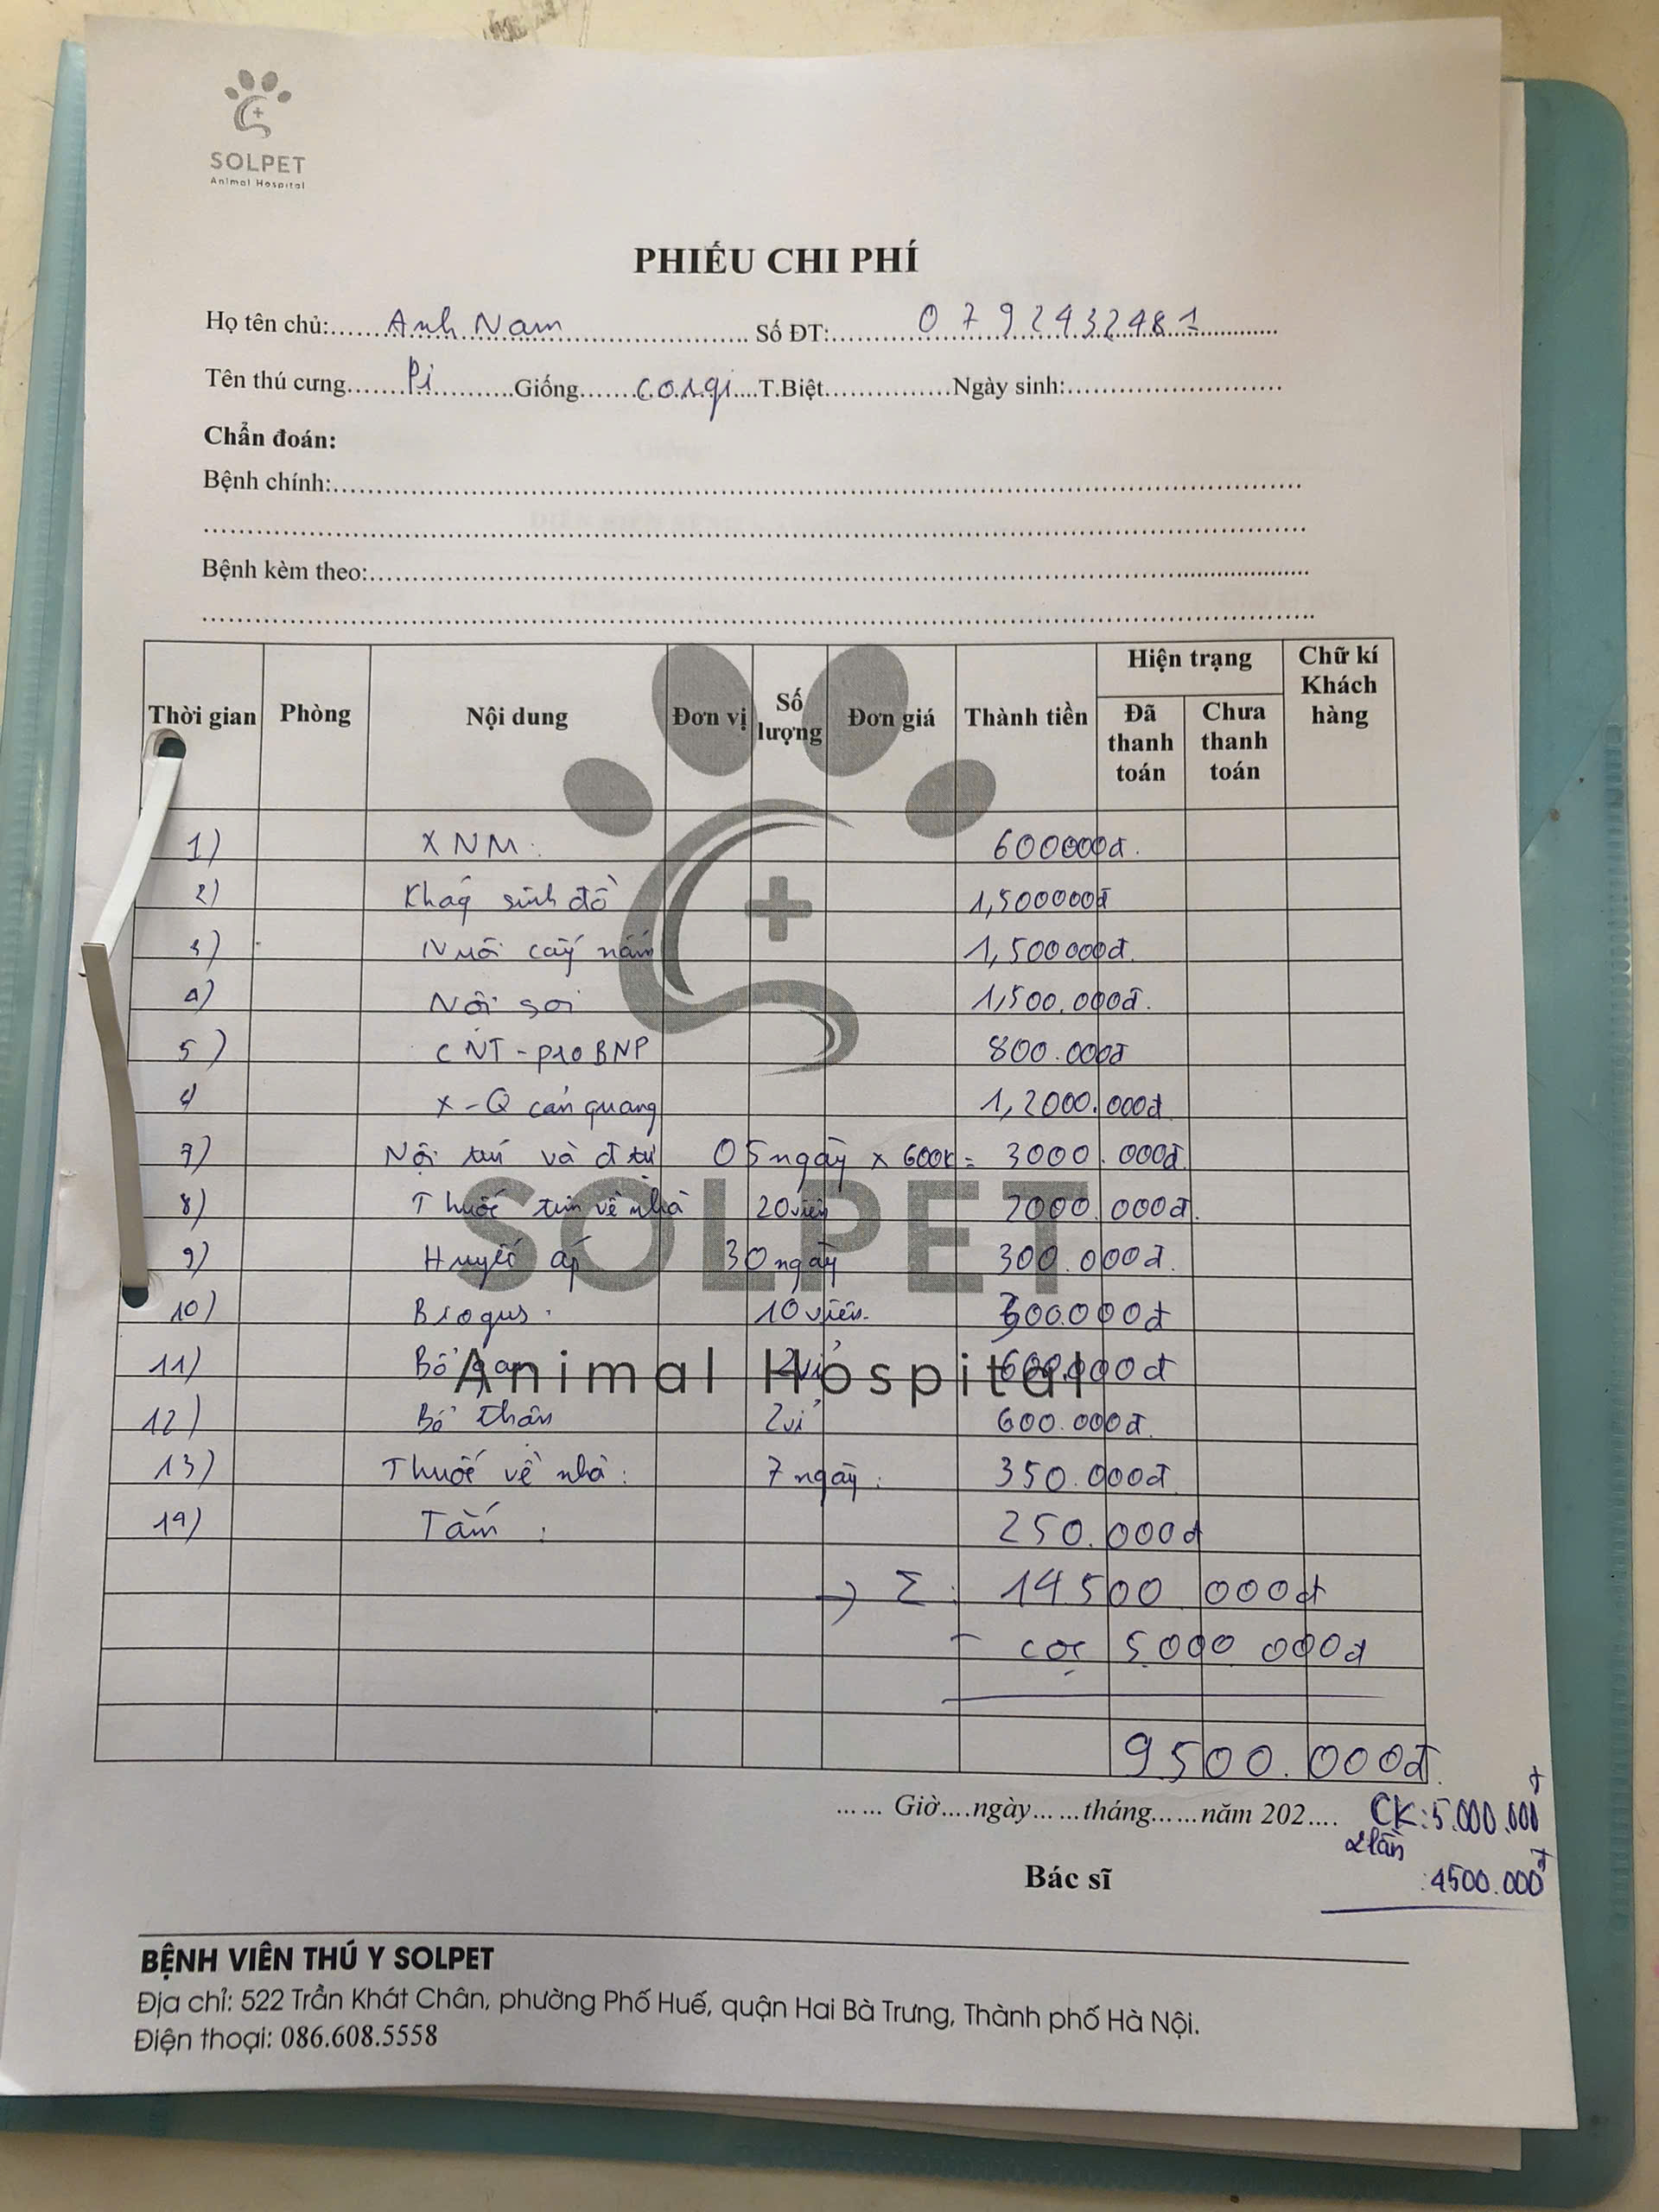 SOLPET
Animal Hospital
PHIẾU CHI PHÍ
Họ tên chủ: Anh Nam Số ĐT: 0792432481
Tên thú cưng Pi Giống corgi T.Biệt Ngày sinh:
Chẩn đoán:
Bệnh chính:
Bệnh kèm theo:
Thời gian Phòng Nội dung Đơn vị Số lượng Đơn giá Thành tiền Hiện trạng Đã thanh toán Chưa thanh toán Chữ kí Khách hàng
1) XNM: 600000đ.
2) Kháng sinh đồ 1,500000đ
3) Nuôi cấy nấm 1,500000đ.
4) Nội soi 1,500.000đ.
5) CNT-proBNP 800.000đ
6) X-Q cản quang 1,2000.000đ
7) Nội trú và đ trị 05 ngày x 600k = 3000.000đ
8) Thuốc tim về nhà 20 viên 2000.000đ.
9) Huyết áp 30 ngày 300.000đ.
10) 10 viên. 300.000đ
11) Bổ gan 2 vỉ 600.000đ
12) Bổ thận 2 vỉ 600.000đ.
13) Thuốc về nhà: 7 ngày: 350.000đ
14) Tắm: 250.000đ
SOLPET
Animal Hospital
→ Σ: 14500.000đ
- cọc 5.000.000đ
9500.000đ.
Giờ....ngày......tháng......năm 202....
CK: 5.000.000đ
2 lần
: 4500.000đ
Bác sĩ
BỆNH VIÊN THÚ Y SOLPET
Địa chỉ: 522 Trần Khát Chân, phường Phố Huế, quận Hai Bà Trưng, Thành phố Hà Nội.
Điện thoại: 086.608.5558